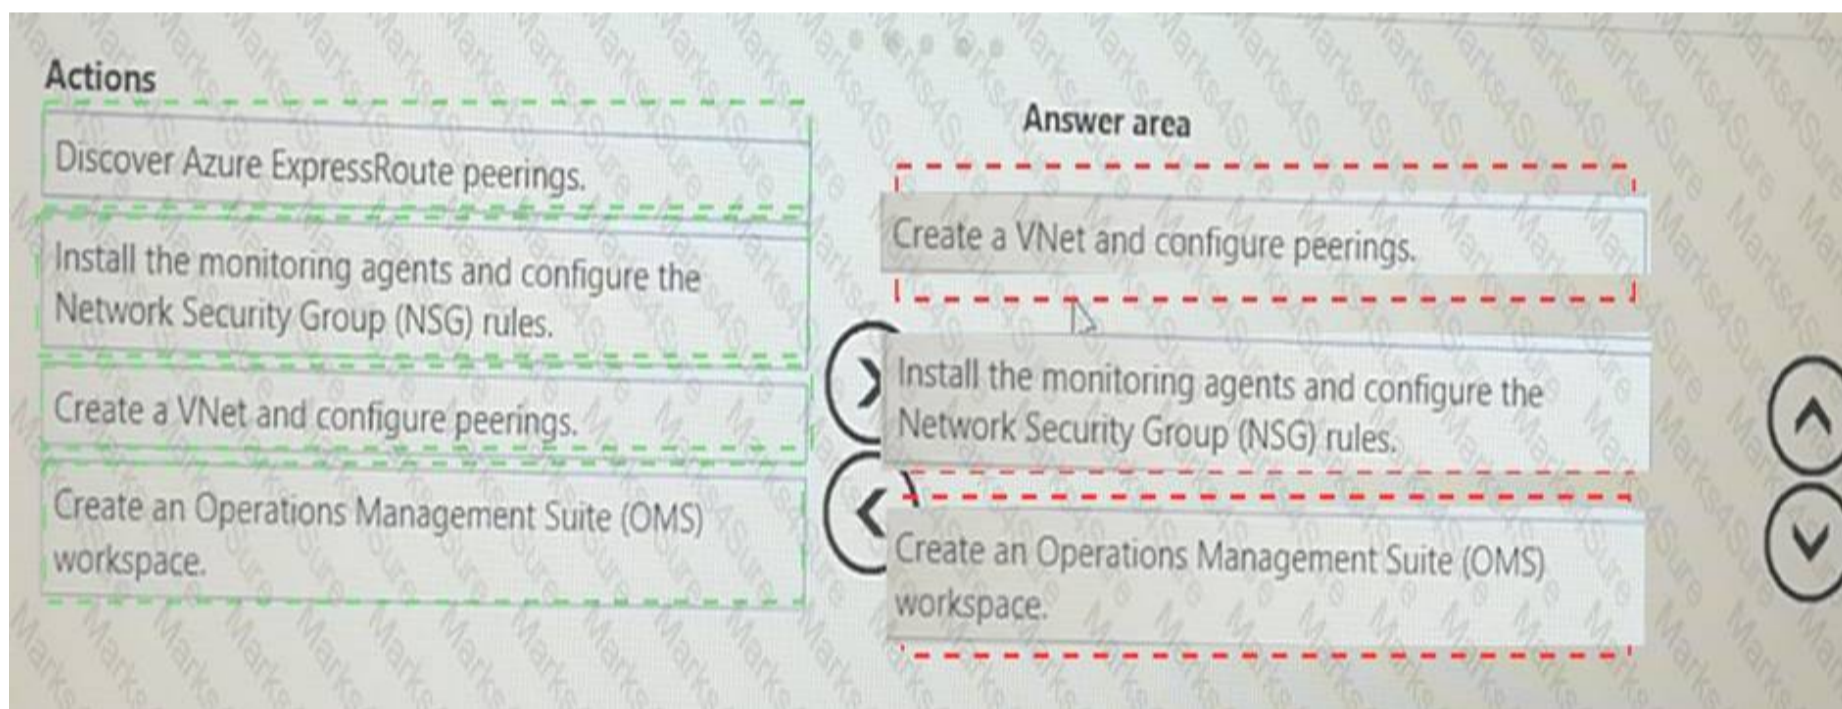 Actions
Discover Azure ExpressRoute peerings.
Install the monitoring agents and configure the
Network Security Group (NSG) rules.
Create a VNet and configure peerings.
Create an Operations Management Suite (OMS)
workspace.
Answer area
Create a VNet and configure peerings.
Install the monitoring agents and configure the
Network Security Group (NSG) rules.
Create an Operations Management Suite (OMS)
workspace.
Marks4Sure